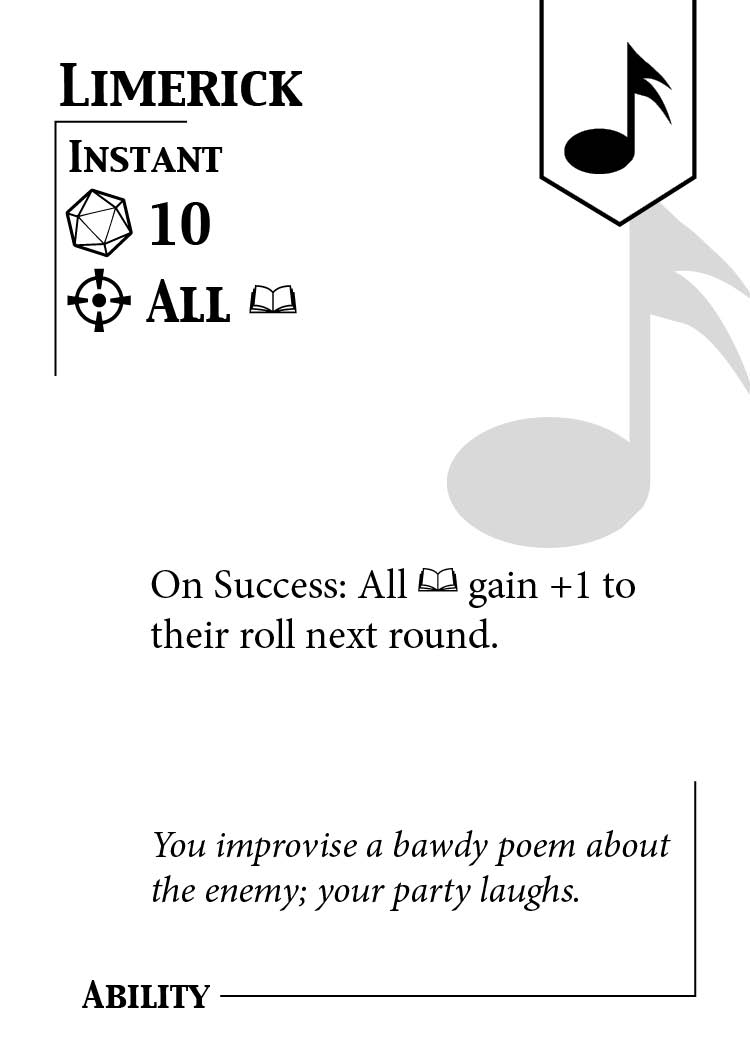 Limerick
Instant
10
All
On Success: All gain +1 to
their roll next round.
You improvise a bawdy poem about
the enemy; your party laughs.
Ability